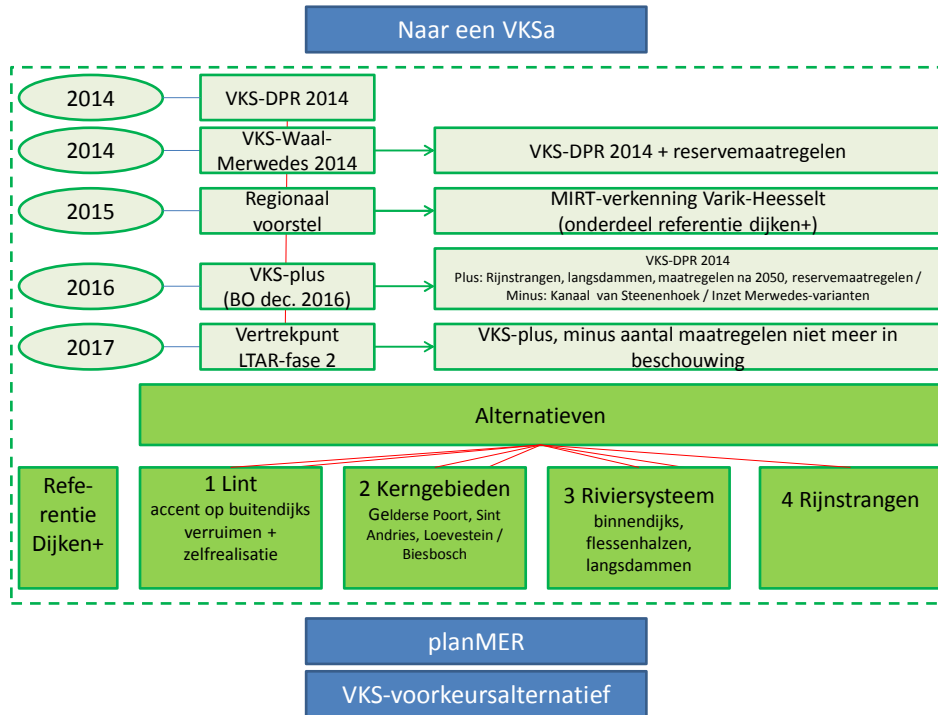 Naar een VKSa
2014
VKS-DPR 2014
2014
VKS-Waal-
Merwedes 2014
VKS-DPR 2014 + reservemaatregelen
2015
Regionaal
voorstel
MIRT-verkenning Varik-Heesselt
(onderdeel referentie dijken+)
2016
VKS-plus
(BO dec. 2016)
VKS-DPR 2014
Plus: Rijnstrangen, langsdammen, maatregelen na 2050, reservemaatregelen /
Minus: Kanaal van Steenenhoek / Inzet Merwedes-varianten
2017
Vertrekpunt
LTAR-fase 2
VKS-plus, minus aantal maatregelen niet meer in
beschouwing
Alternatieven
Refe-
rentie
Dijken+
1 Lint
accent op buitendijks
verruimen +
zelfrealisatie
2 Kerngebieden
Gelderse Poort, Sint
Andries, Loevestein /
Biesbosch
3 Riviersysteem
binnendijks,
flessenhalzen,
langsdammen
4 Rijnstrangen
planMER
VKS-voorkeursalternatief